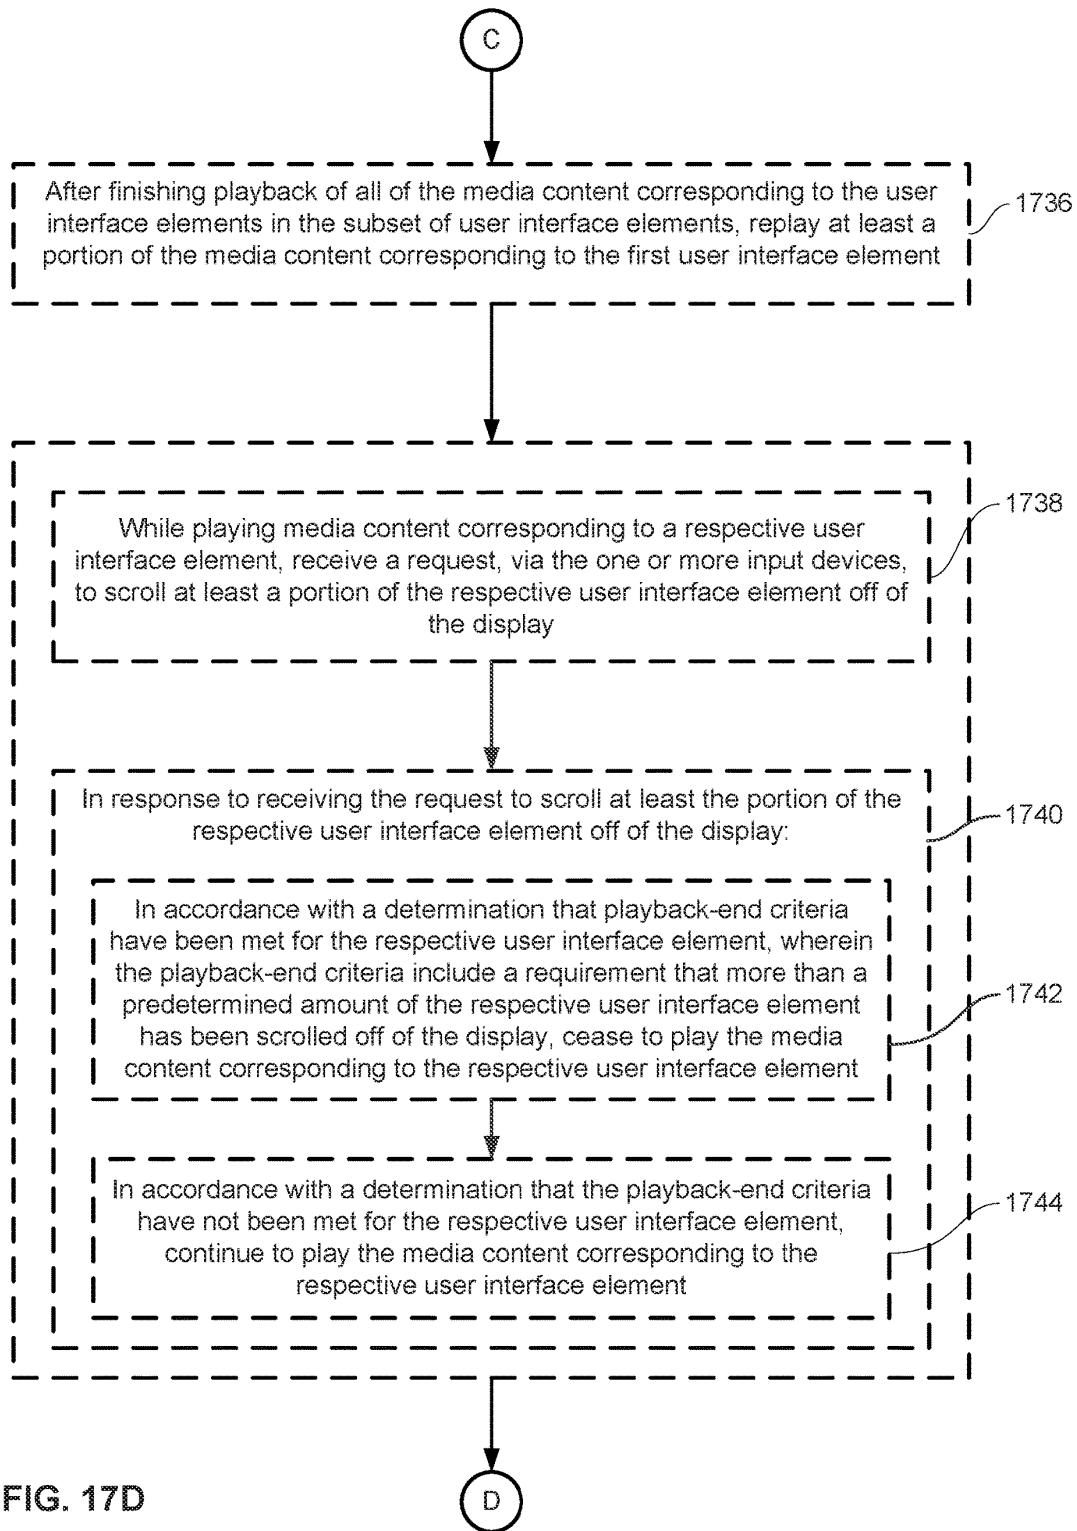 C
After finishing playback of all of the media content corresponding to the user
interface elements in the subset of user interface elements, replay at least a
portion of the media content corresponding to the first user interface element
1736
While playing media content corresponding to a respective user
interface element, receive a request, via the one or more input devices,
to scroll at least a portion of the respective user interface element off of
the display
1738
In response to receiving the request to scroll at least the portion of the
respective user interface element off of the display:
1740
In accordance with a determination that playback-end criteria
have been met for the respective user interface element, wherein
the playback-end criteria include a requirement that more than a
predetermined amount of the respective user interface element
has been scrolled off of the display, cease to play the media
content corresponding to the respective user interface element
1742
In accordance with a determination that the playback-end criteria
have not been met for the respective user interface element,
continue to play the media content corresponding to the
respective user interface element
1744
D
FIG. 17D